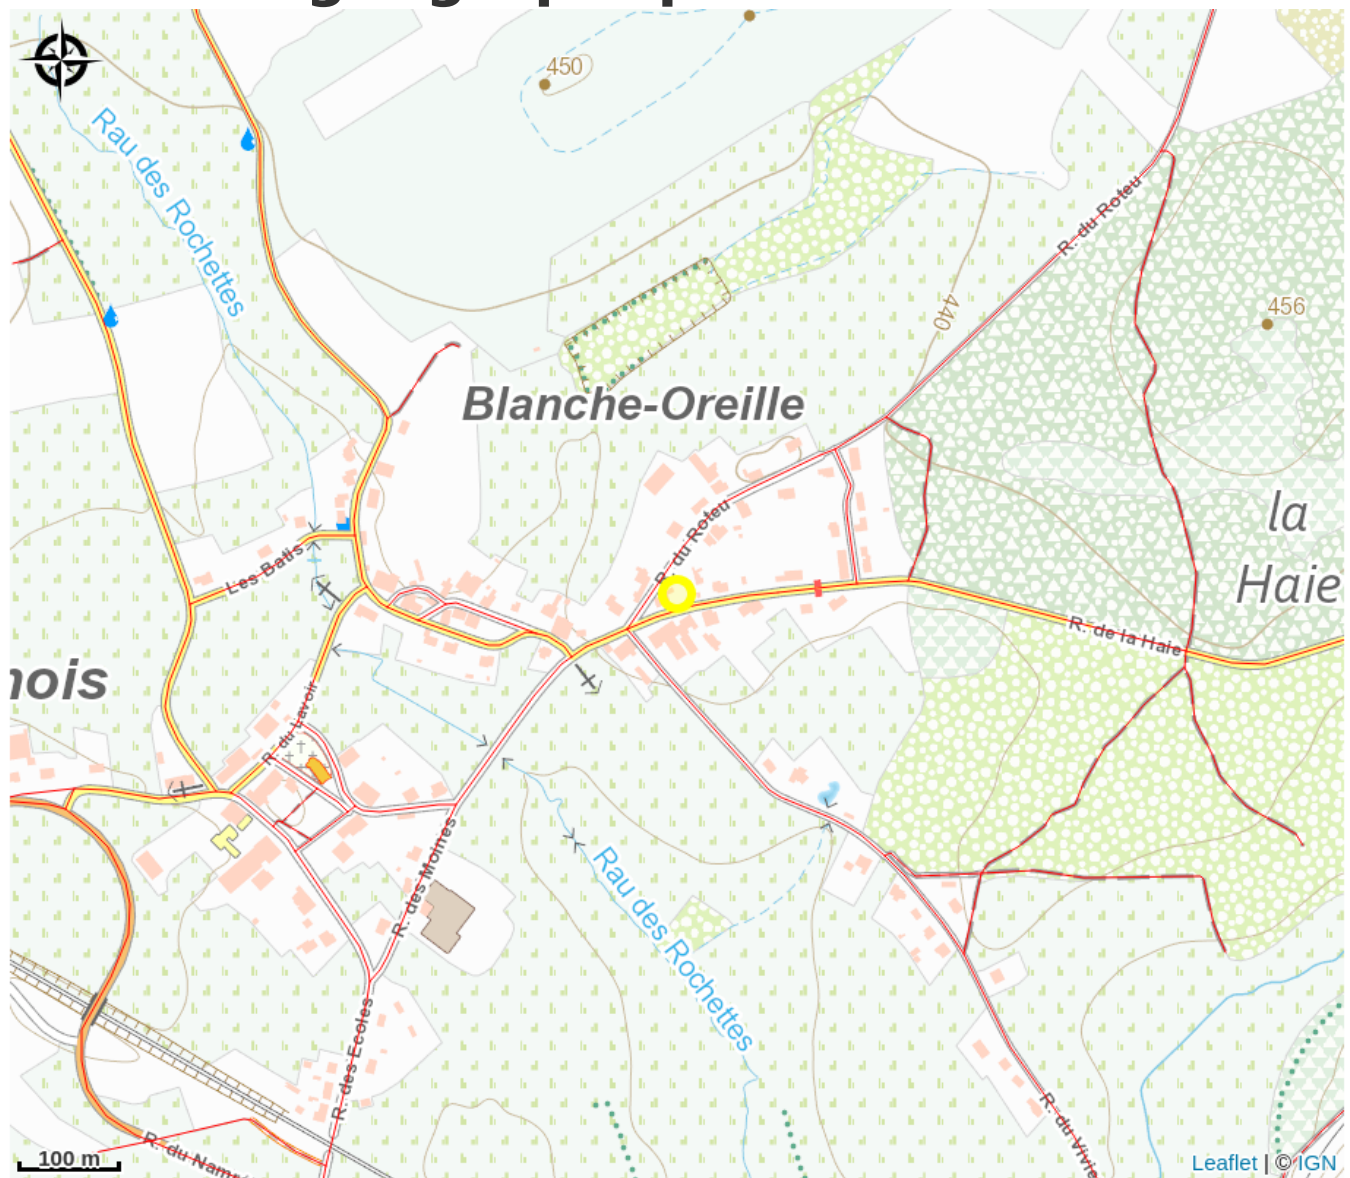 450
Rau des Rochettes
R. du Roteu
440
456
Blanche-Oreille
la
Haie
R. du Roteu
Les Batis
R. de la Haie
nois
R. du Lavoir
R. des Moines
Rau des Rochettes
R. des Ecoles
R. du Vivie
R. du Nam
100 m
Leaflet | © IGN